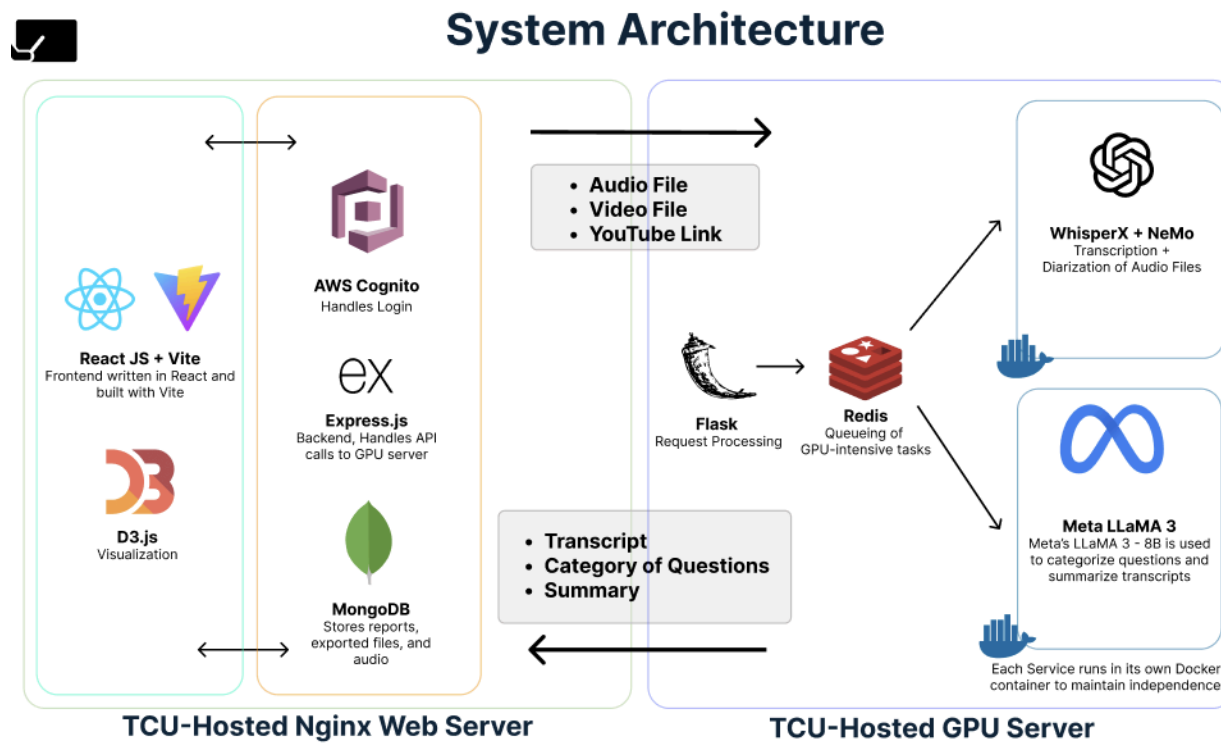 System Architecture
React JS + Vite
Frontend written in React and
built with Vite
D3.js
Visualization
AWS Cognito
Handles Login
ex
Express.js
Backend, Handles API
calls to GPU server
MongoDB
Stores reports,
exported files, and
audio
• Audio File
• Video File
• YouTube Link
• Transcript
• Category of Questions
• Summary
Flask
Request Processing
Redis
Queueing of
GPU-intensive tasks
WhisperX + NeMo
Transcription +
Diarization of Audio Files
Meta LLaMA 3
Meta's LLaMA 3 - 8B is used
to categorize questions and
summarize transcripts
Each Service runs in its own Docker
container to maintain independence
TCU-Hosted Nginx Web Server
TCU-Hosted GPU Server